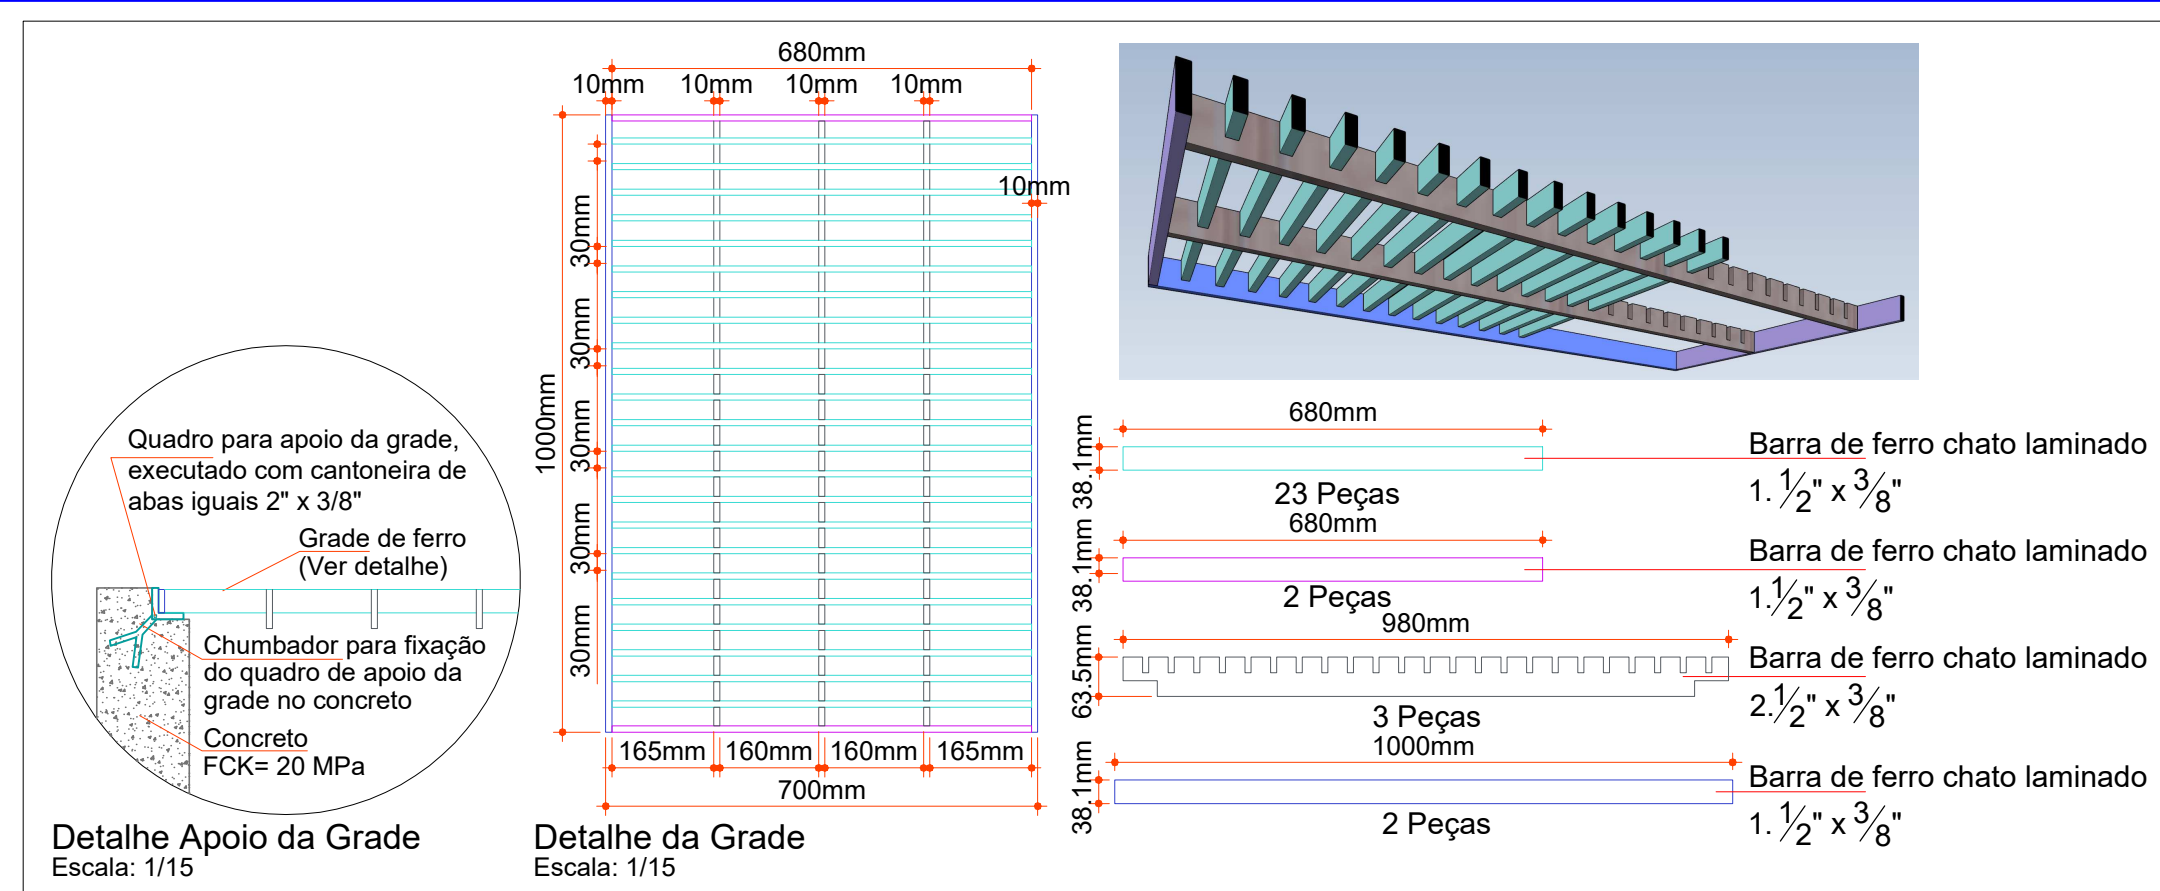 Quadro para apoio da grade,
executado com cantoneira de
abas iguais 2" x 3/8"
Grade de ferro
(Ver detalhe)
Chumbador para fixação
do quadro de apoio da
grade no concreto
Concreto
FCK= 20 MPa
Detalhe Apoio da Grade
Escala: 1/15
680mm
10mm
10mm
10mm
10mm
10mm
30mm
30mm
30mm
30mm
30mm
1000mm
165mm
160mm
160mm
165mm
700mm
Detalhe da Grade
Escala: 1/15
680mm
38.1mm
23 Peças
Barra de ferro chato laminado
1. 1/2" x 3/8"
680mm
38.1mm
2 Peças
Barra de ferro chato laminado
1.1/2" x 3/8"
980mm
63.5mm
3 Peças
Barra de ferro chato laminado
2.1/2" x 3/8"
1000mm
38.1mm
2 Peças
Barra de ferro chato laminado
1. 1/2" x 3/8"